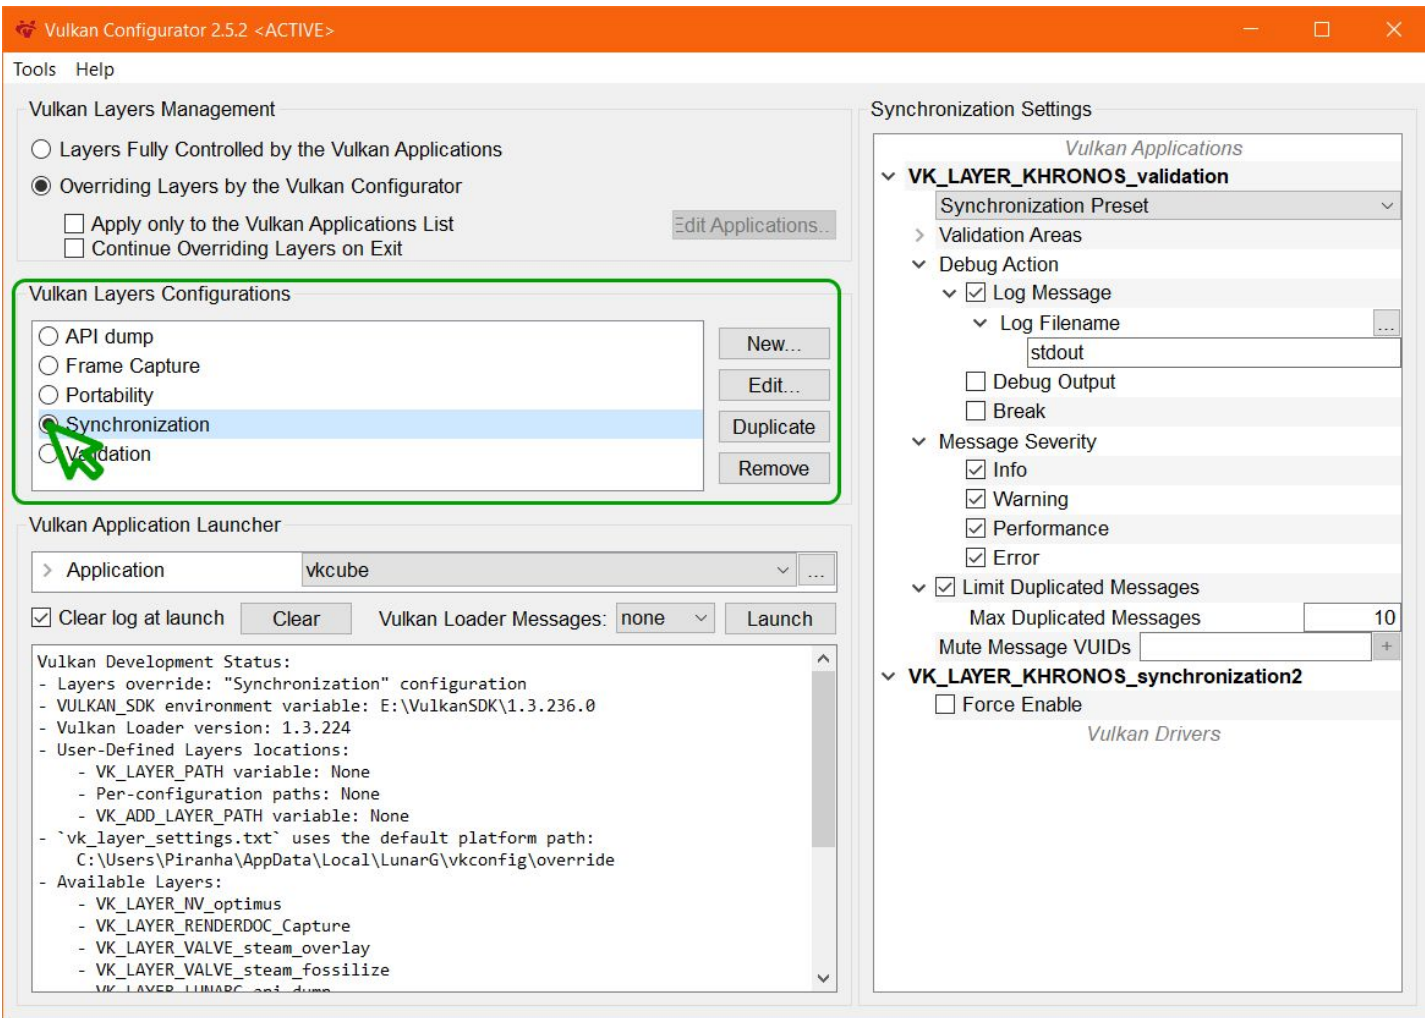 Vulkan Configurator 2.5.2 <ACTIVE>
Tools Help
Vulkan Layers Management
Layers Fully Controlled by the Vulkan Applications
Overriding Layers by the Vulkan Configurator
Apply only to the Vulkan Applications List
Edit Applications..
Continue Overriding Layers on Exit
Vulkan Layers Configurations
API dump
Frame Capture
Portability
Synchronization
Validation
New...
Edit...
Duplicate
Remove
Vulkan Application Launcher
Application vkcube ...
Clear log at launch Clear Vulkan Loader Messages: none Launch
Vulkan Development Status:
- Layers override: "Synchronization" configuration
- VULKAN_SDK environment variable: E:\VulkanSDK\1.3.236.0
- Vulkan Loader version: 1.3.224
- User-Defined Layers locations:
- VK_LAYER_PATH variable: None
- Per-configuration paths: None
- VK_ADD_LAYER_PATH variable: None
- `vk_layer_settings.txt` uses the default platform path:
C:\Users\Piranha\AppData\Local\LunarG\vkconfig\override
- Available Layers:
- VK_LAYER_NV_optimus
- VK_LAYER_RENDERDOC_Capture
- VK_LAYER_VALVE_steam_overlay
- VK_LAYER_VALVE_steam_fossilize
VK_LAYER_LUNARG_api_dump
Synchronization Settings
Vulkan Applications
VK_LAYER_KHRONOS_validation
Synchronization Preset
Validation Areas
Debug Action
Log Message
Log Filename ...
stdout
Debug Output
Break
Message Severity
Info
Warning
Performance
Error
Limit Duplicated Messages
Max Duplicated Messages 10
Mute Message VUIDs +
VK_LAYER_KHRONOS_synchronization2
Force Enable
Vulkan Drivers